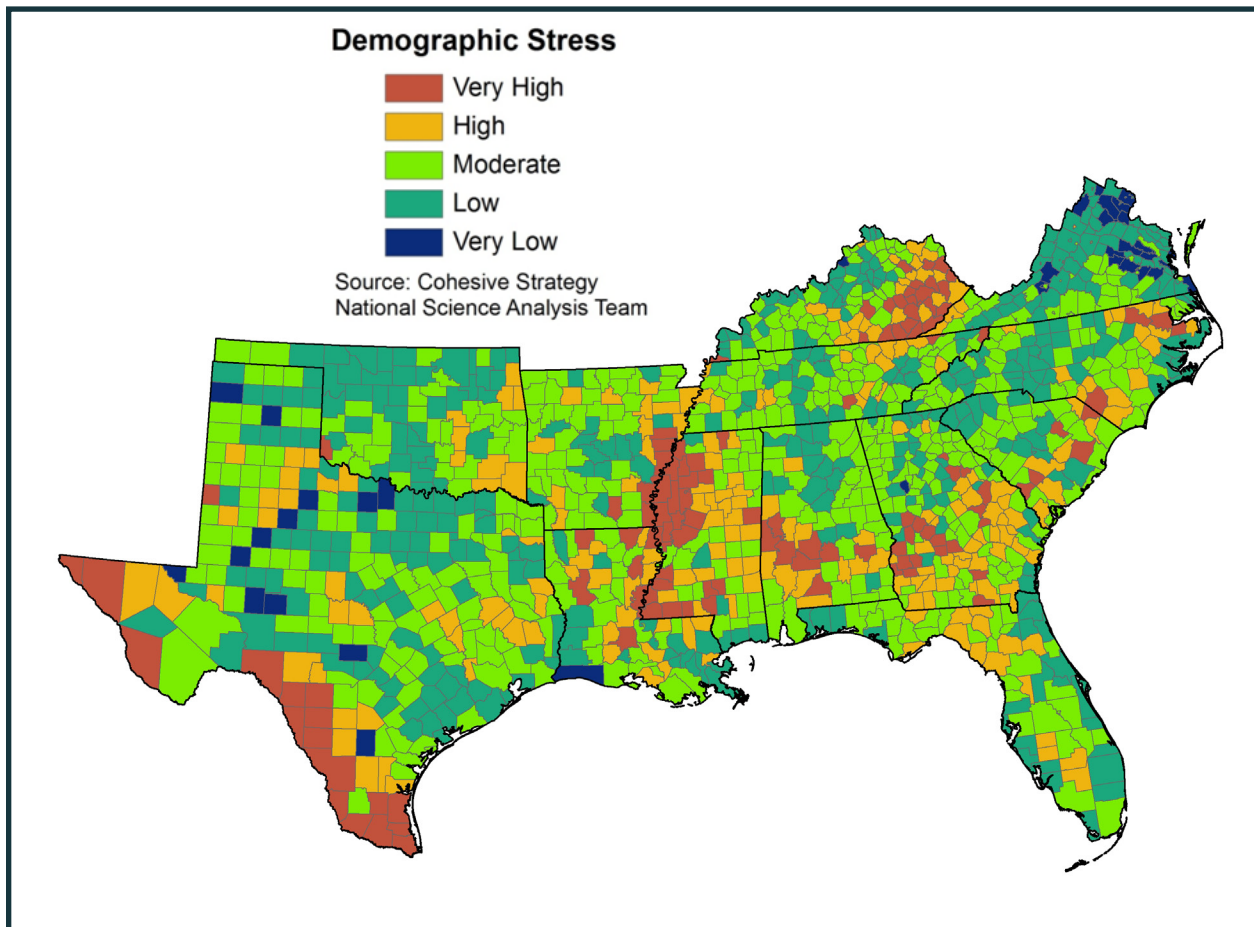 Demographic Stress
Very High
High
Moderate
Low
Very Low
Source: Cohesive Strategy
National Science Analysis Team